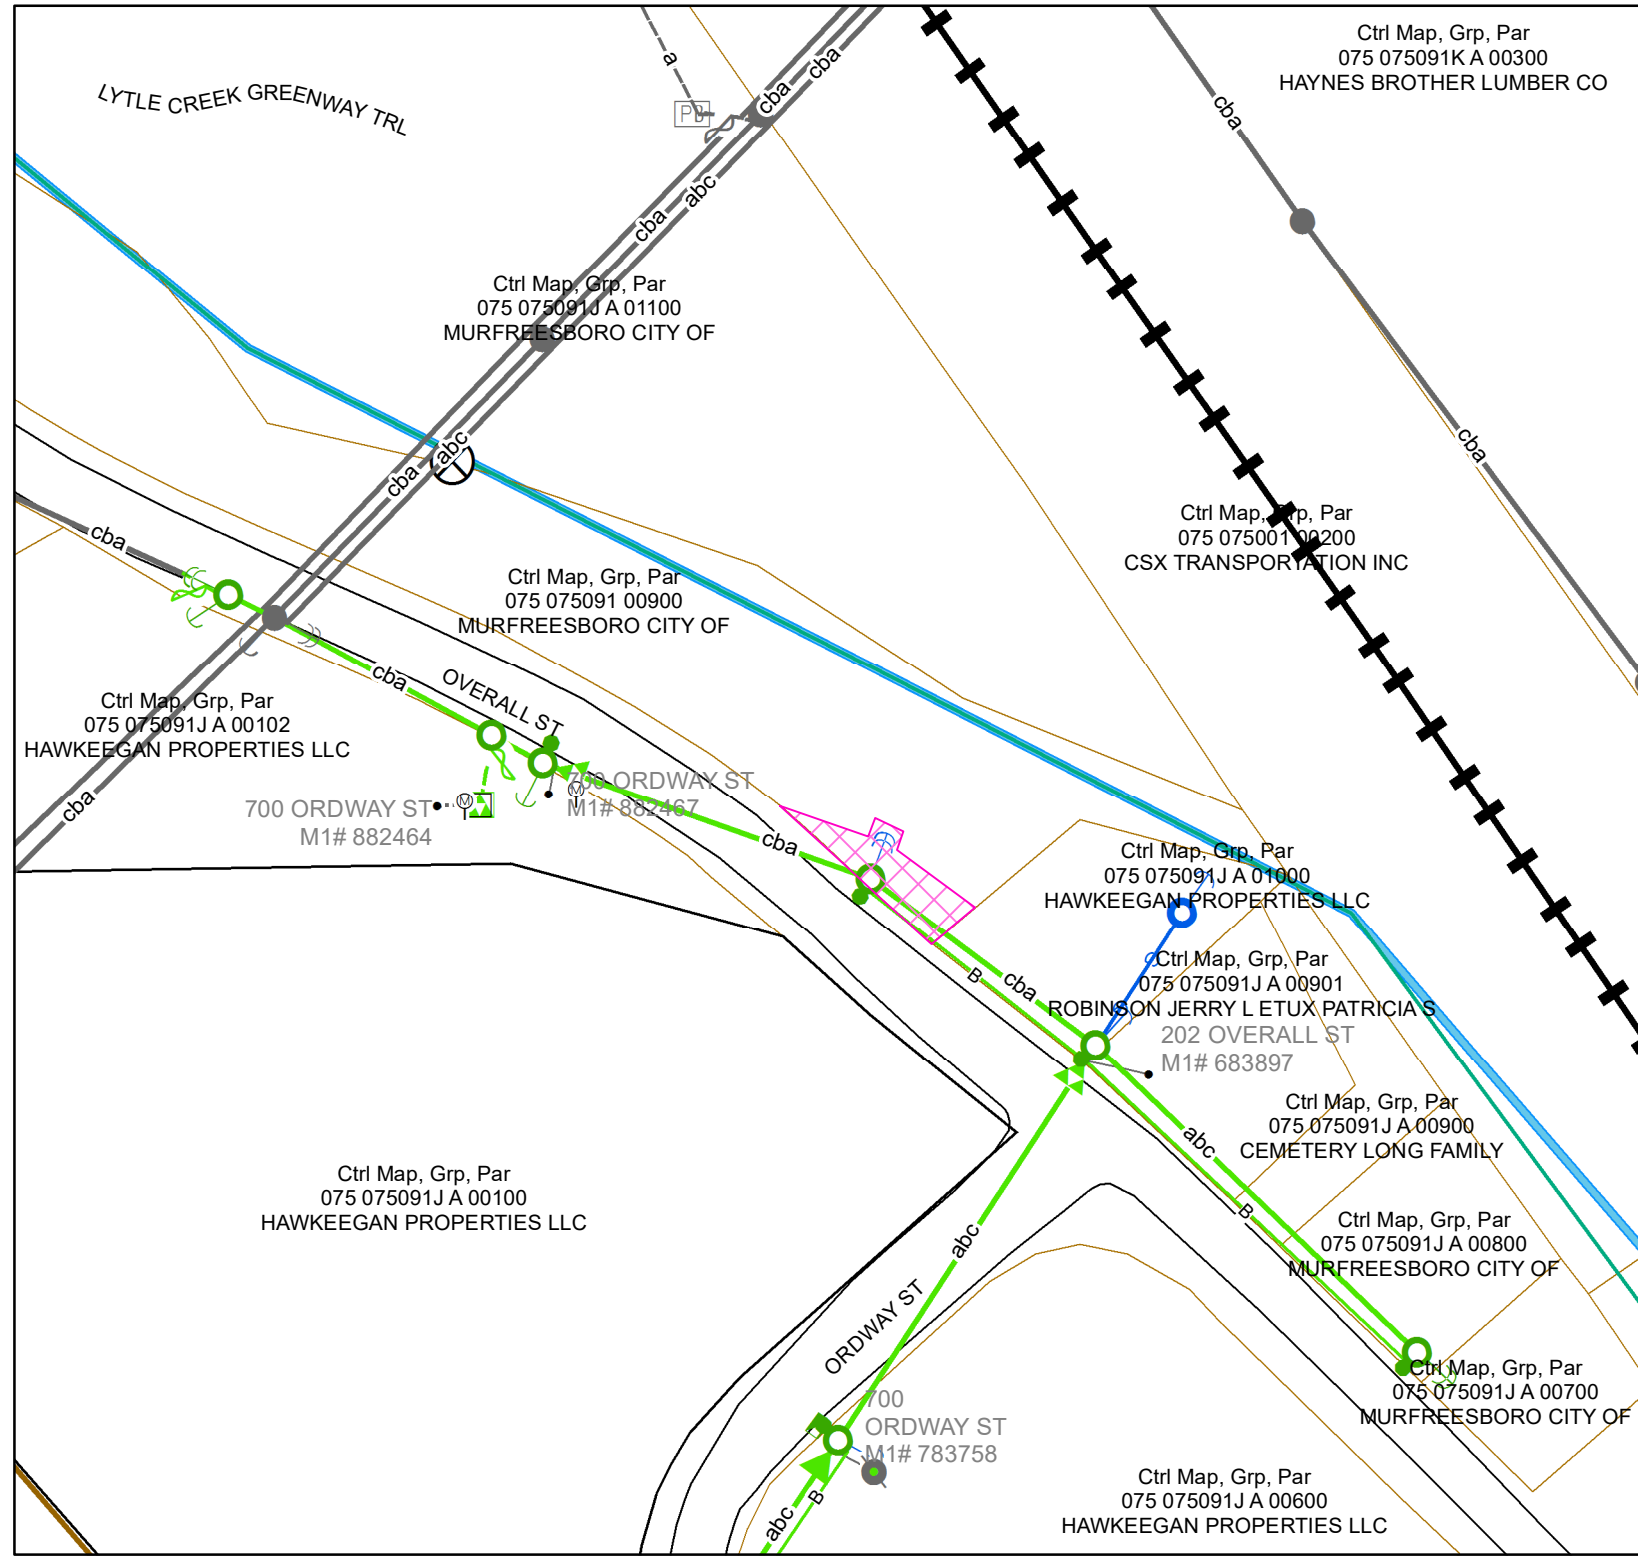 Ctrl Map, Grp, Par
075 075091K A 00300
HAYNES BROTHER LUMBER CO
a
cba
cba
cba
PB
LYTLE CREEK GREENWAY TRL
abc
cba
Ctrl Map, Grp, Par
075 075091J A 01100
MURFREESBORO CITY OF
cba
abc
cba
Ctrl Map, Grp, Par
075 075001 00200
CSX TRANSPORTATION INC
cba
Ctrl Map, Grp, Par
075 075091 00900
MURFREESBORO CITY OF
cba
OVERALL ST
Ctrl Map, Grp, Par
075 075091J A 00102
HAWKEEGAN PROPERTIES LLC
700 ORDWAY ST
M1# 882467
M
M
700 ORDWAY ST
M1# 882464
cba
cba
Ctrl Map, Grp, Par
075 075091J A 01000
HAWKEEGAN PROPERTIES LLC
Ctrl Map, Grp, Par
075 075091J A 00901
ROBINSON JERRY L ETUX PATRICIA S
B
cba
202 OVERALL ST
M1# 683897
Ctrl Map, Grp, Par
075 075091J A 00900
CEMETERY LONG FAMILY
abc
Ctrl Map, Grp, Par
075 075091J A 00100
HAWKEEGAN PROPERTIES LLC
B
abc
Ctrl Map, Grp, Par
075 075091J A 00800
MURFREESBORO CITY OF
ORDWAY ST
Ctrl Map, Grp, Par
075 075091J A 00700
MURFREESBORO CITY OF
700
ORDWAY ST
M1# 783758
Ctrl Map, Grp, Par
075 075091J A 00600
HAWKEEGAN PROPERTIES LLC
B
abc